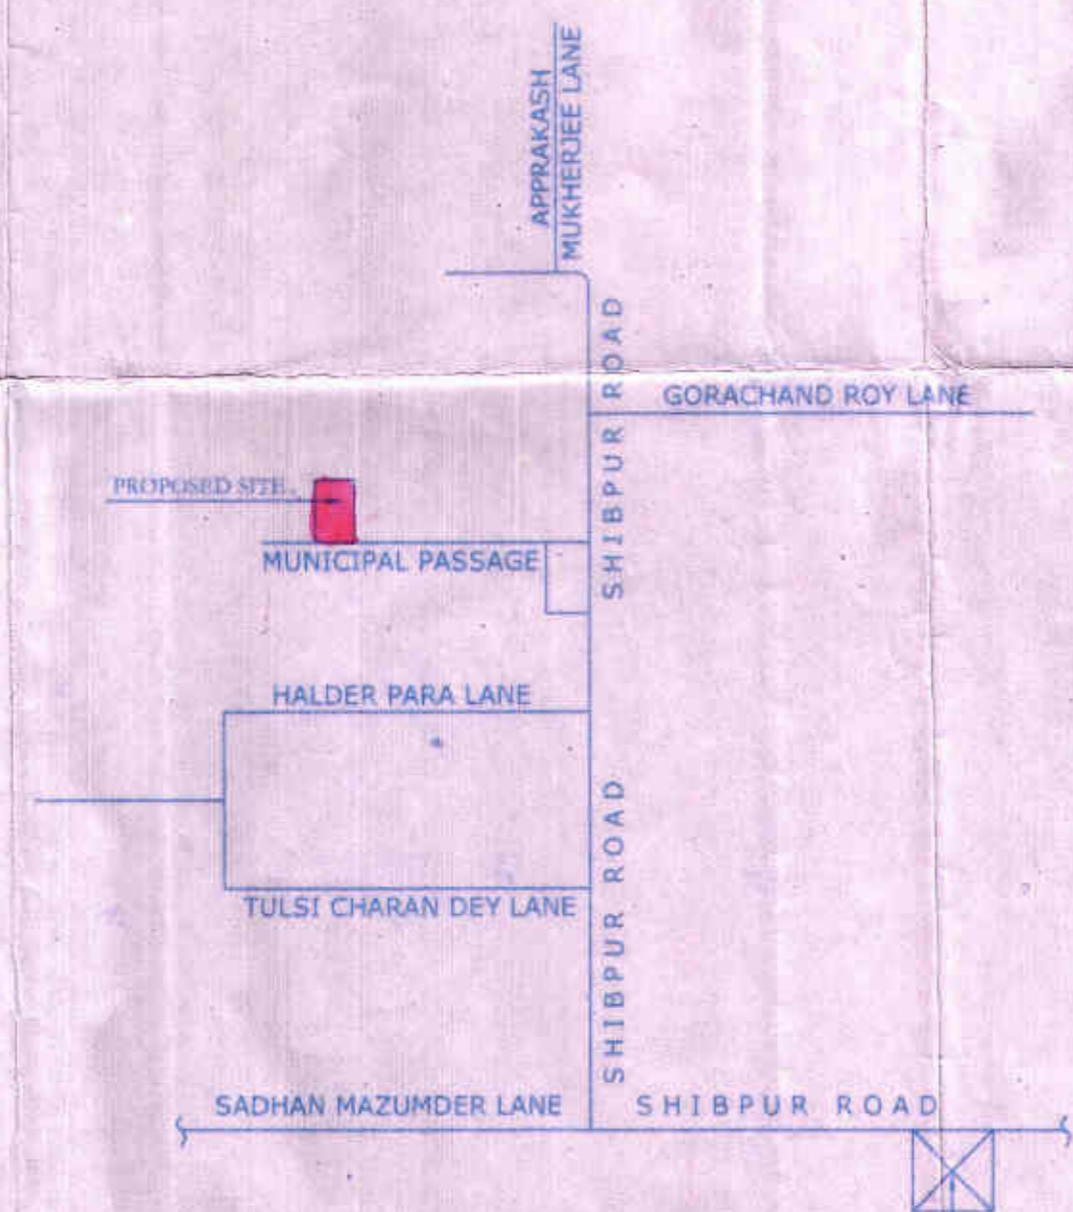 APPRAKASH
MUKHERJEE LANE
SHIBPUR ROAD
GORACHAND ROY LANE
PROPOSED SITE
MUNICIPAL PASSAGE
HALDER PARA LANE
SHIBPUR ROAD
TULSI CHARAN DEY LANE
SADHAN MAZUMDER LANE
SHIBPUR ROAD